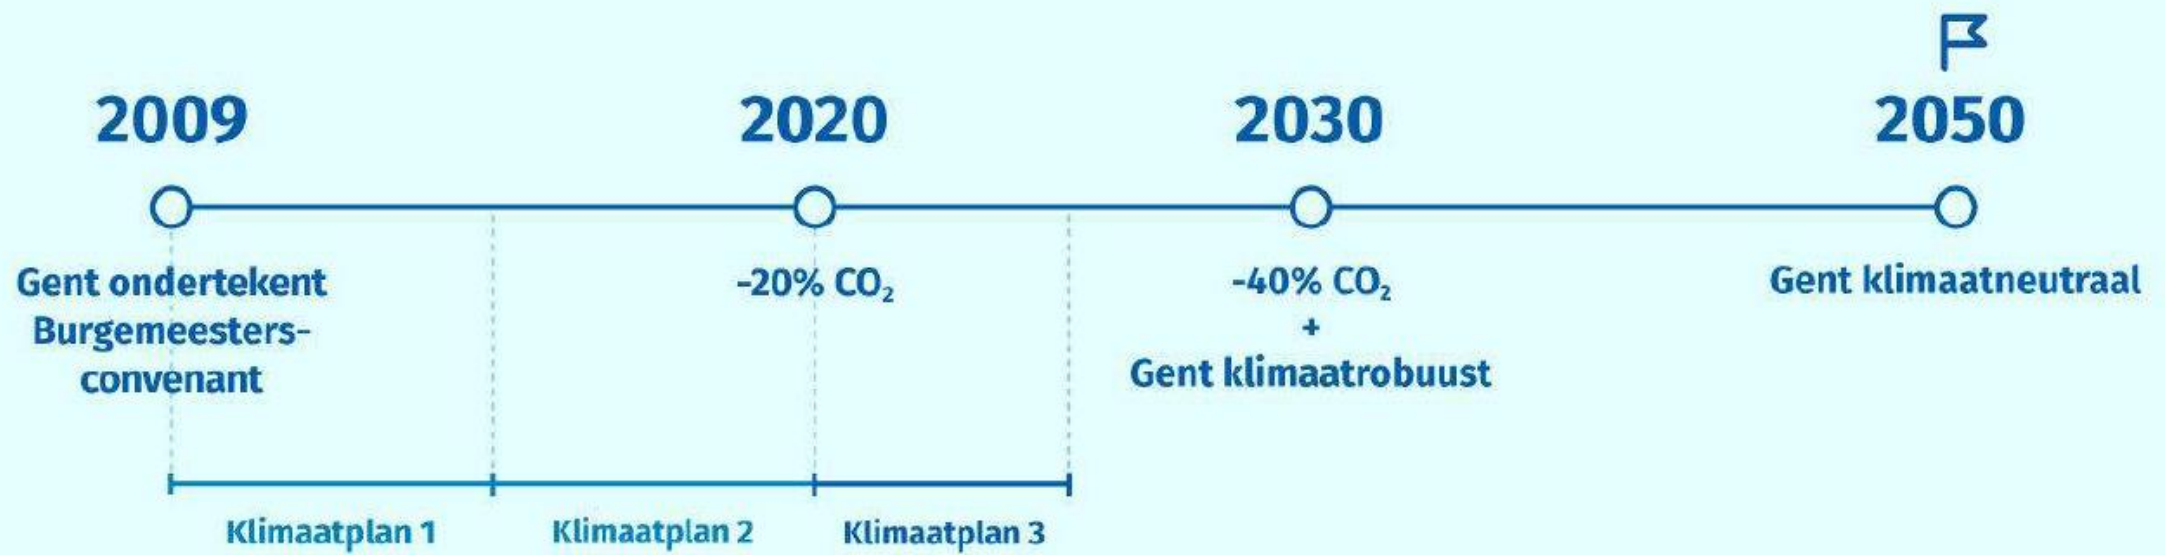 2009
2020
2030
2050
Gent ondertekent
Burgemeesters-
convenant
-20% CO₂
-40% CO₂
+
Gent klimaatrobuust
Gent klimaatneutraal
Klimaatplan 1
Klimaatplan 2
Klimaatplan 3